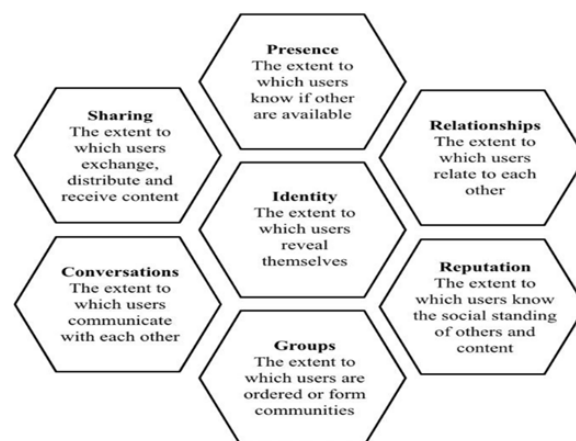 Presence
The extent to
which users
know if other
are available
Sharing
The extent to
which users
exchange,
distribute and
receive content
Relationships
The extent to
which users
relate to each
other
Identity
The extent to
which users
reveal
themselves
Conversations
The extent to
which users
communicate
with each other
Reputation
The extent to
which users know
the social standing
of others and
content
Groups
The extent to
which users are
ordered or form
communities